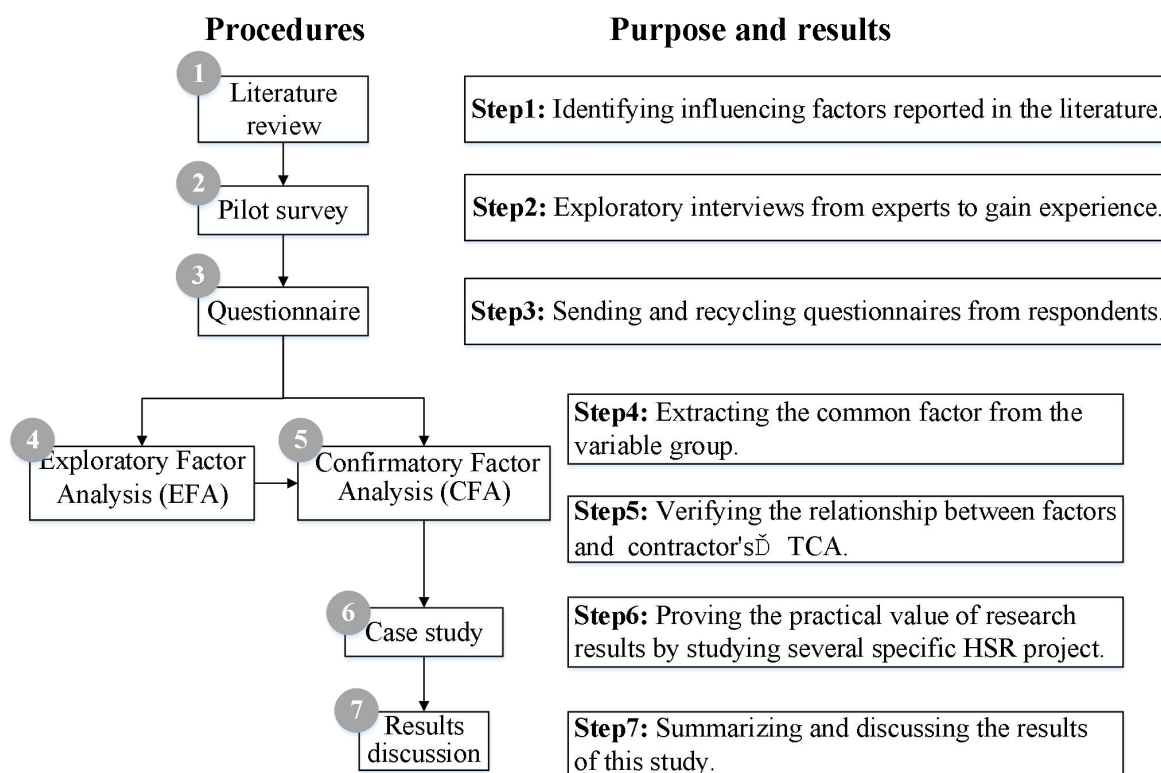 Procedures
Purpose and results
1
Literature
review
Step1: Identifying influencing factors reported in the literature.
2
Pilot survey
Step2: Exploratory interviews from experts to gain experience.
3
Questionnaire
Step3: Sending and recycling questionnaires from respondents.
4
Exploratory Factor
Analysis (EFA)
5
Confirmatory Factor
Analysis (CFA)
Step4: Extracting the common factor from the
variable group.
Step5: Verifying the relationship between factors
and contractor'sĎ TCA.
6
Case study
Step6: Proving the practical value of research
results by studying several specific HSR project.
7
Results
discussion
Step7: Summarizing and discussing the results
of this study.